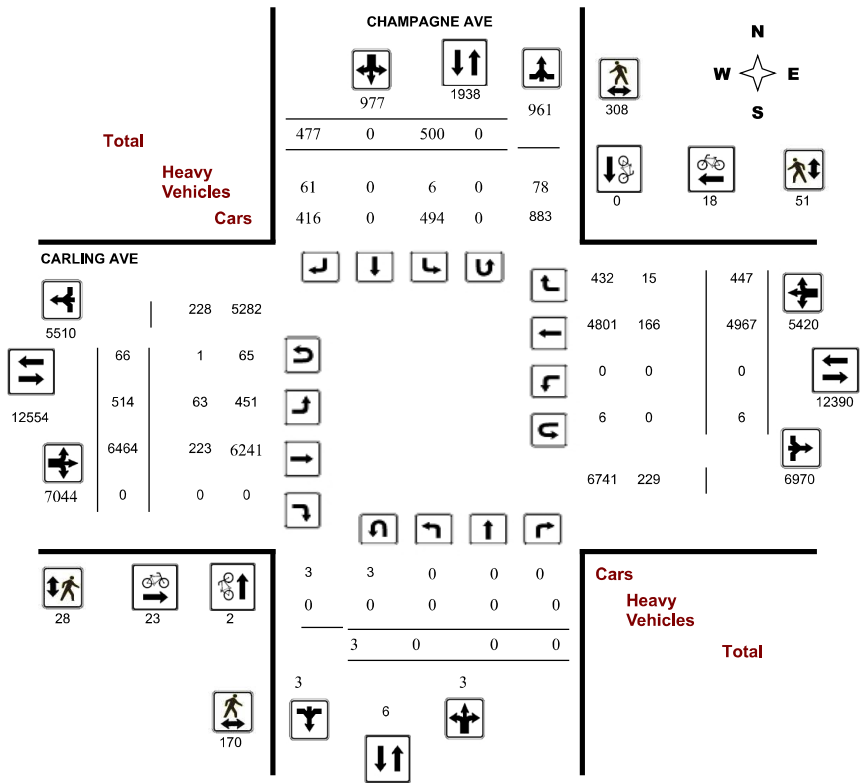 CHAMPAGNE AVE
N
W E
S
977
1938
961
308
477 0 500 0
Total
Heavy
Vehicles
61 0 6 0 78
Cars
416 0 494 0 883
0
18
51
CARLING AVE
5510
228 5282
66 1 65
12554
514 63 451
6464 223 6241
7044
0 0 0
432 15 447
5420
4801 166 4967
0 0 0
12390
6 0 6
6741 229
6970
28
23
2
170
3 3 0 0 0
Cars
0 0 0 0 0
Heavy
Vehicles
3 0 0 0
Total
3
3
6